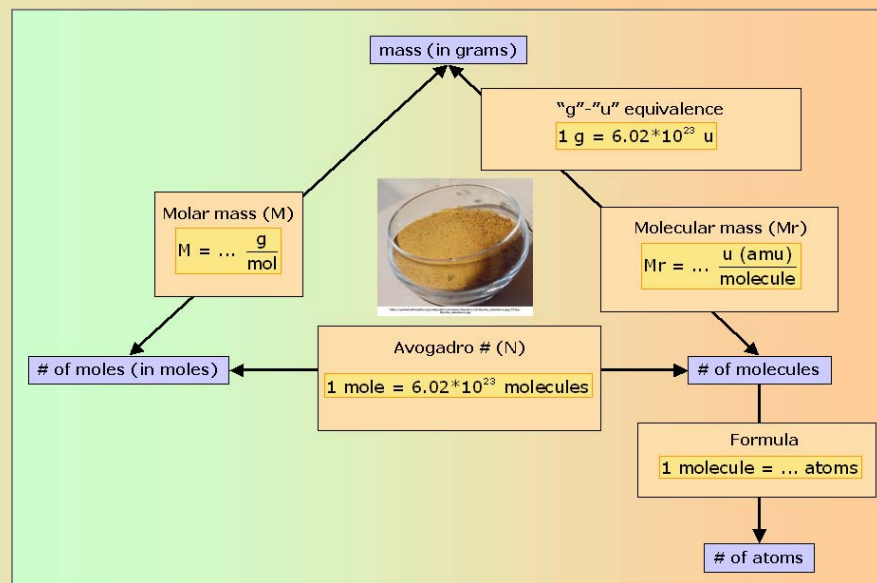 mass (in grams)
"g"-"u" equivalence
1 g = 6.02*10²³ u
Molar mass (M)
M = ... g/mol
Molecular mass (Mr)
Mr = ... u (amu)/molecule
# of moles (in moles)
Avogadro # (N)
1 mole = 6.02*10²³ molecules
# of molecules
Formula
1 molecule = ... atoms
# of atoms